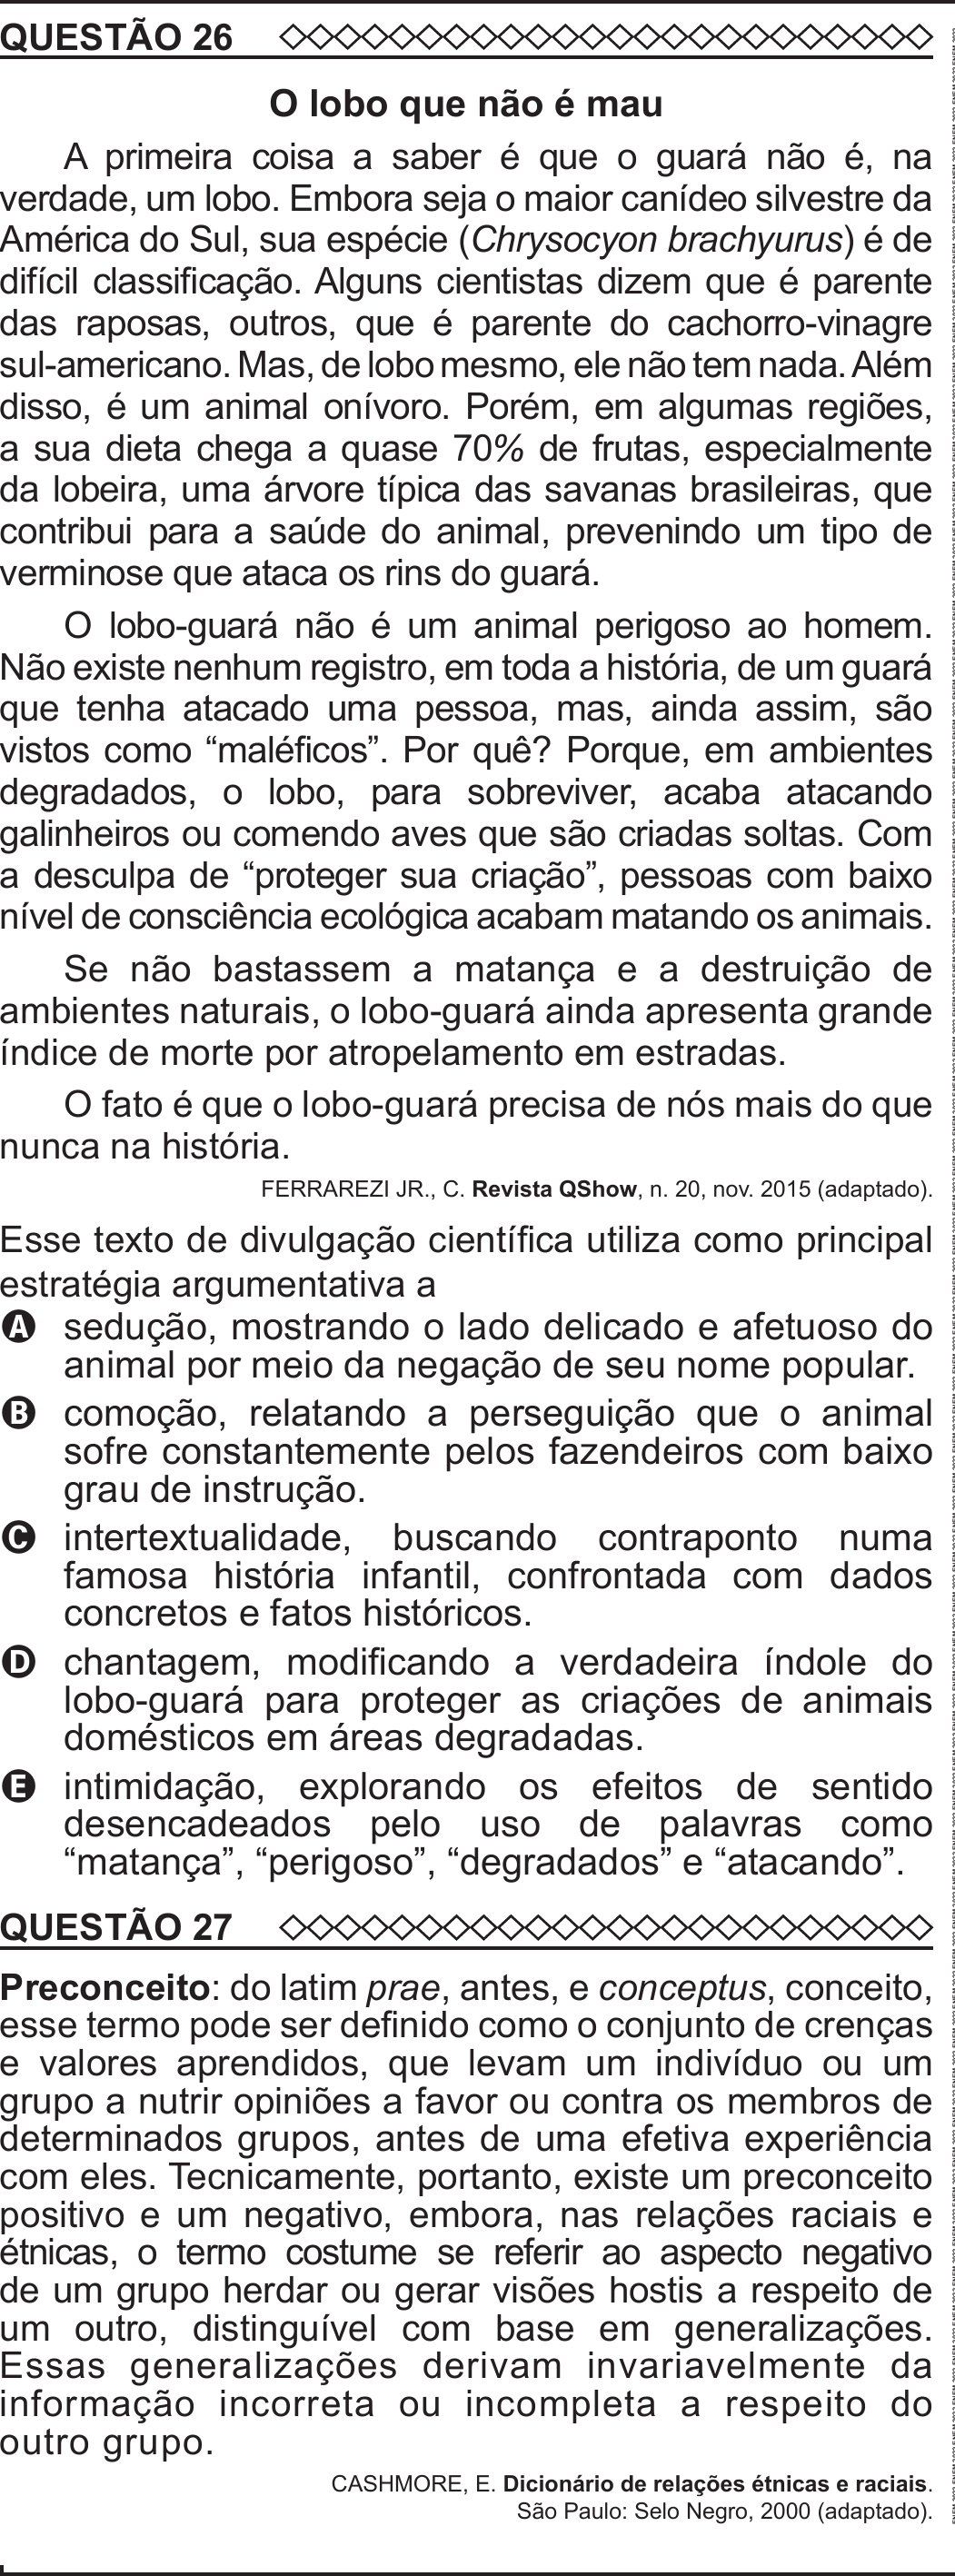 QUESTÃO 26
O lobo que não é mau
A primeira coisa a saber é que o guará não é, na
verdade, um lobo. Embora seja o maior canídeo silvestre da
América do Sul, sua espécie (Chrysocyon brachyurus) é de
difícil classificação. Alguns cientistas dizem que é parente
das raposas, outros, que é parente do cachorro-vinagre
sul-americano. Mas, de lobo mesmo, ele não tem nada. Além
disso, é um animal onívoro. Porém, em algumas regiões,
a sua dieta chega a quase 70% de frutas, especialmente
da lobeira, uma árvore típica das savanas brasileiras, que
contribui para a saúde do animal, prevenindo um tipo de
verminose que ataca os rins do guará.
O lobo-guará não é um animal perigoso ao homem.
Não existe nenhum registro, em toda a história, de um guará
que tenha atacado uma pessoa, mas, ainda assim, são
vistos como “maléficos”. Por quê? Porque, em ambientes
degradados, o lobo, para sobreviver, acaba atacando
galinheiros ou comendo aves que são criadas soltas. Com
a desculpa de “proteger sua criação”, pessoas com baixo
nível de consciência ecológica acabam matando os animais.
Se não bastassem a matança e a destruição de
ambientes naturais, o lobo-guará ainda apresenta grande
índice de morte por atropelamento em estradas.
O fato é que o lobo-guará precisa de nós mais do que
nunca na história.
FERRAREZI JR., C. Revista QShow, n. 20, nov. 2015 (adaptado).
Esse texto de divulgação científica utiliza como principal
estratégia argumentativa a
A sedução, mostrando o lado delicado e afetuoso do
animal por meio da negação de seu nome popular.
B comoção, relatando a perseguição que o animal
sofre constantemente pelos fazendeiros com baixo
grau de instrução.
C intertextualidade, buscando contraponto numa
famosa história infantil, confrontada com dados
concretos e fatos históricos.
D chantagem, modificando a verdadeira índole do
lobo-guará para proteger as criações de animais
domésticos em áreas degradadas.
E intimidação, explorando os efeitos de sentido
desencadeados pelo uso de palavras como
“matança”, “perigoso”, “degradados” e “atacando”.
QUESTÃO 27
Preconceito: do latim prae, antes, e conceptus, conceito,
esse termo pode ser definido como o conjunto de crenças
e valores aprendidos, que levam um indivíduo ou um
grupo a nutrir opiniões a favor ou contra os membros de
determinados grupos, antes de uma efetiva experiência
com eles. Tecnicamente, portanto, existe um preconceito
positivo e um negativo, embora, nas relações raciais e
étnicas, o termo costume se referir ao aspecto negativo
de um grupo herdar ou gerar visões hostis a respeito de
um outro, distinguível com base em generalizações.
Essas generalizações derivam invariavelmente da
informação incorreta ou incompleta a respeito do
outro grupo.
CASHMORE, E. Dicionário de relações étnicas e raciais.
São Paulo: Selo Negro, 2000 (adaptado).